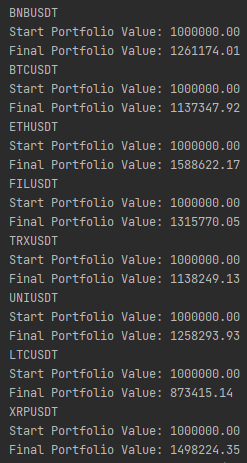 BNBUSDT
Start Portfolio Value: 1000000.00
Final Portfolio Value: 1261174.01
BTCUSDT
Start Portfolio Value: 1000000.00
Final Portfolio Value: 1137347.92
ETHUSDT
Start Portfolio Value: 1000000.00
Final Portfolio Value: 1588622.17
FILUSDT
Start Portfolio Value: 1000000.00
Final Portfolio Value: 1315770.05
TRXUSDT
Start Portfolio Value: 1000000.00
Final Portfolio Value: 1138249.13
UNIUSDT
Start Portfolio Value: 1000000.00
Final Portfolio Value: 1258293.93
LTCUSDT
Start Portfolio Value: 1000000.00
Final Portfolio Value: 873415.14
XRPUSDT
Start Portfolio Value: 1000000.00
Final Portfolio Value: 1498224.35